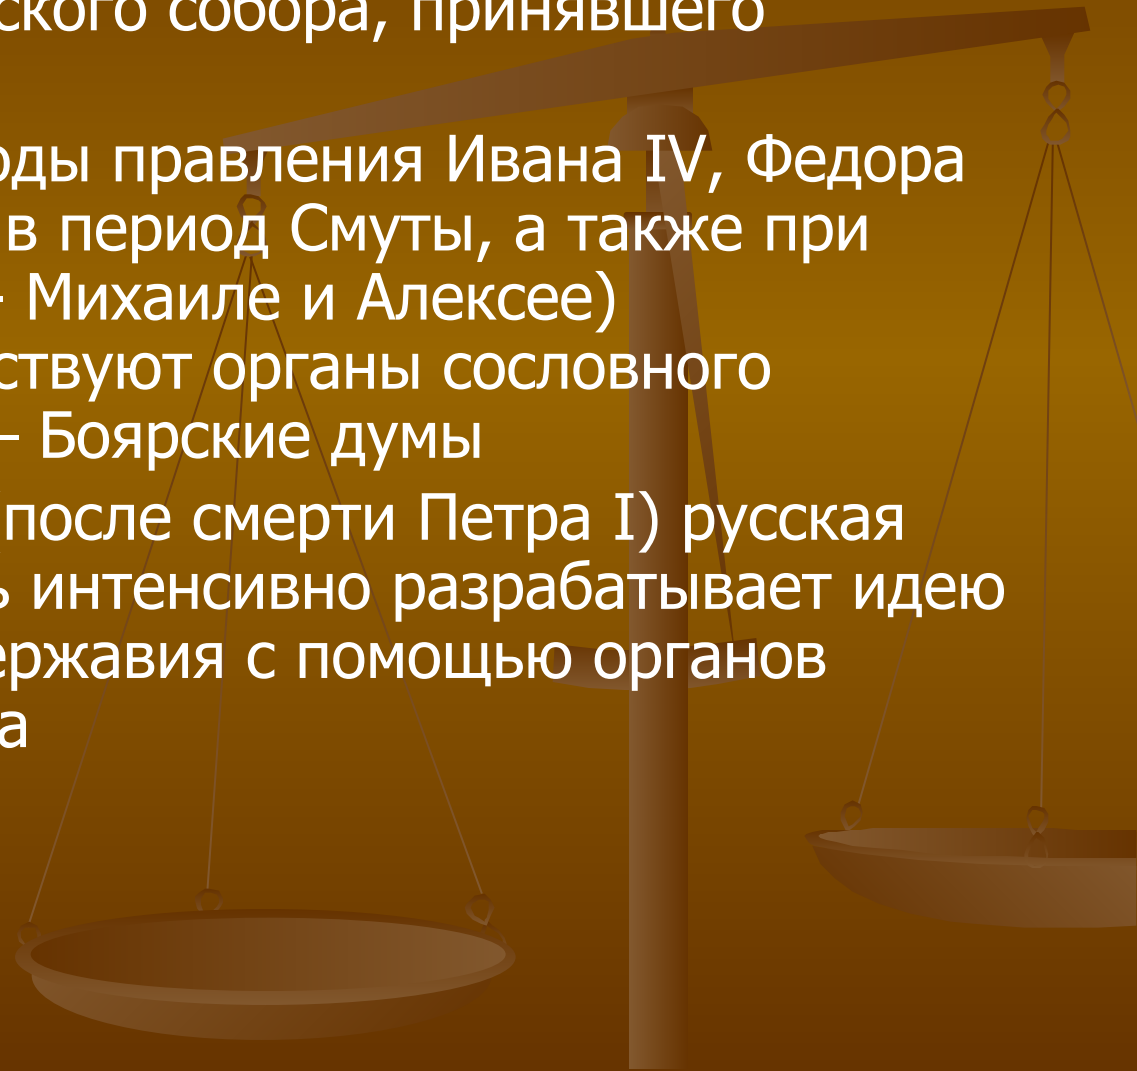 ского собора, принявшего
оды правления Ивана IV, Федора
в период Смуты, а также при
- Михаиле и Алексее)
ствуют органы сословного
– Боярские думы
после смерти Петра I) русская
ь интенсивно разрабатывает идею
ержавия с помощью органов
а